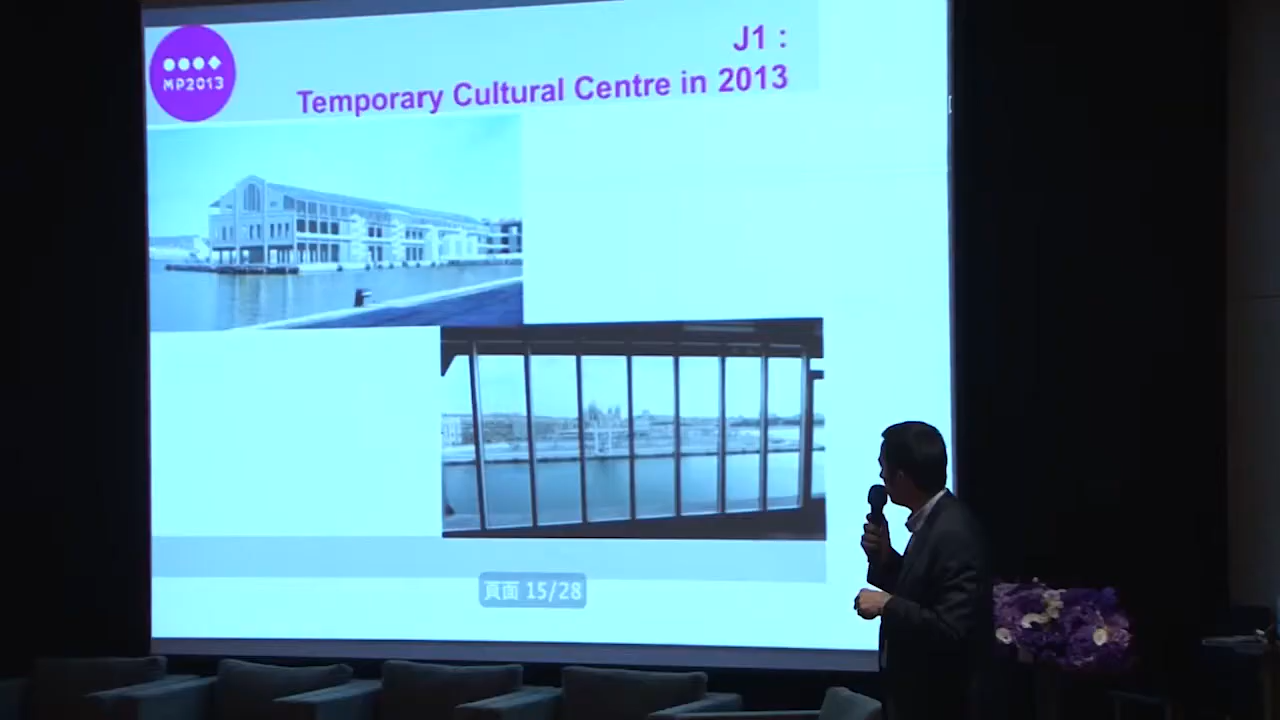 MP2013
J1 :
Temporary Cultural Centre in 2013
頁面 15/28